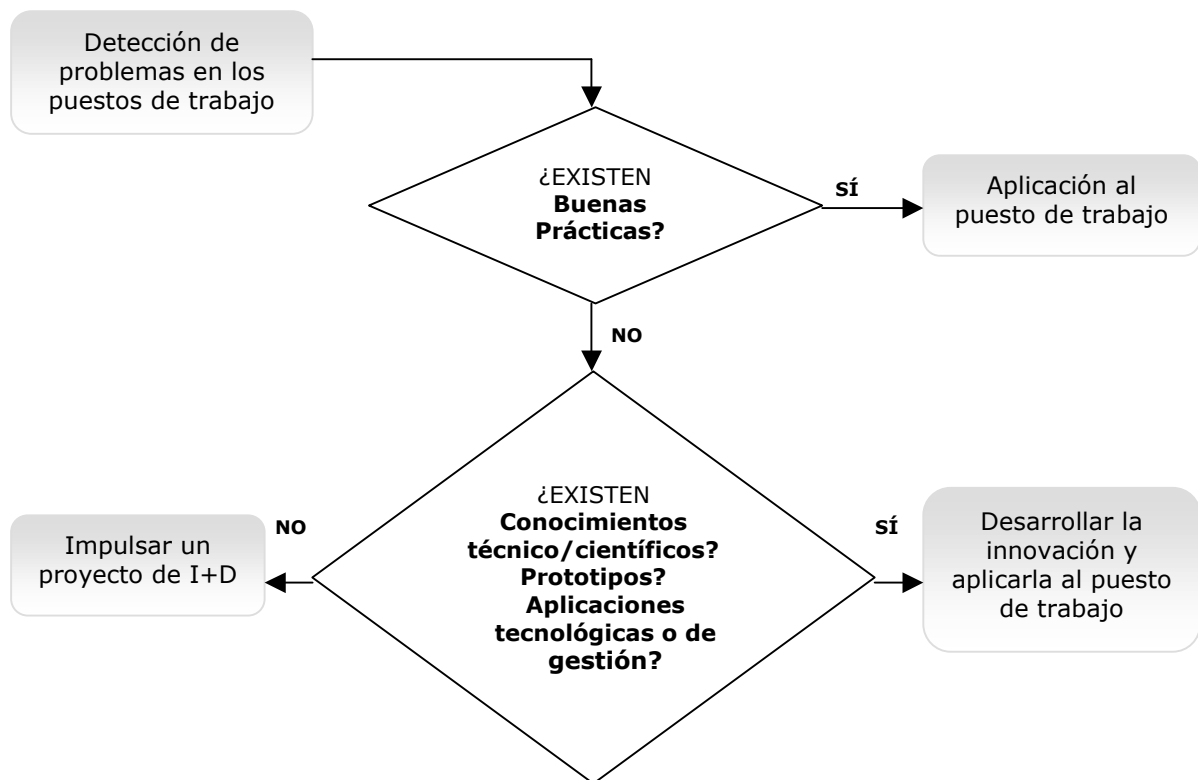 Detección de
problemas en los
puestos de trabajo
¿EXISTEN
Buenas
Prácticas?
SÍ
Aplicación al
puesto de trabajo
NO
¿EXISTEN
Conocimientos
técnico/científicos?
Prototipos?
Aplicaciones
tecnológicas o de
gestión?
NO
Impulsar un
proyecto de I+D
SÍ
Desarrollar la
innovación y
aplicarla al puesto
de trabajo